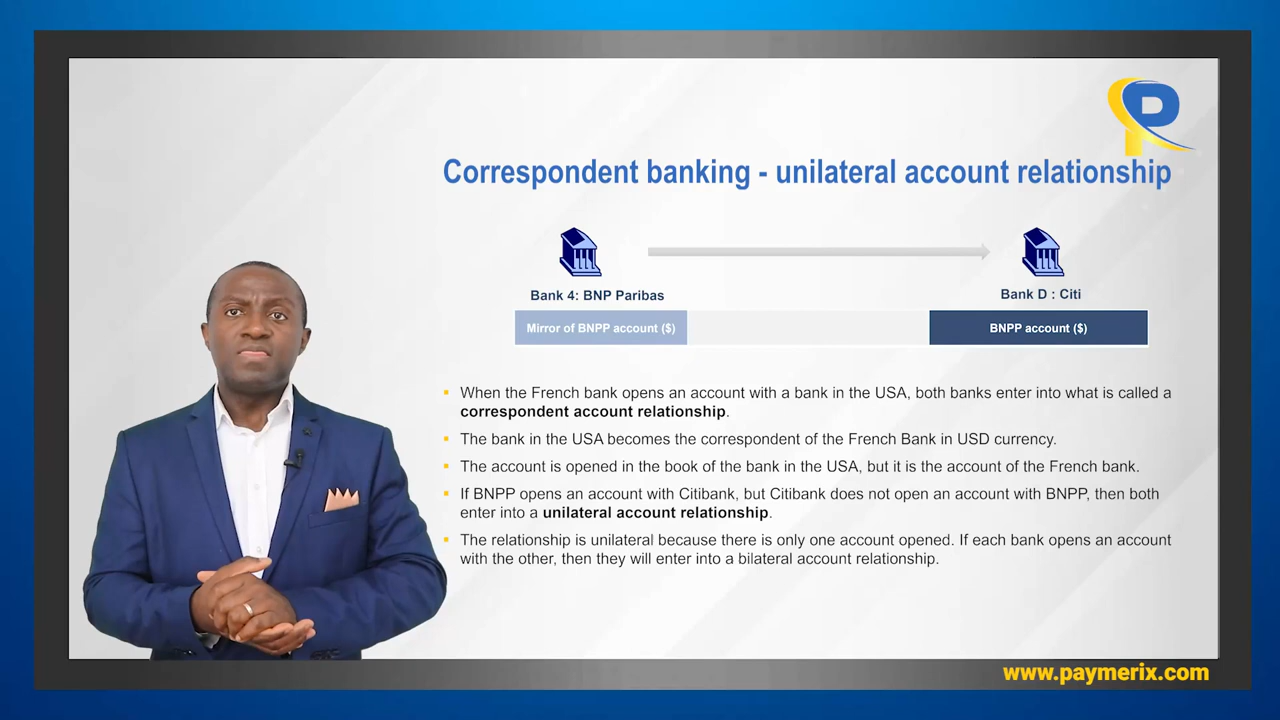 P
Correspondent banking - unilateral account relationship
Bank 4: BNP Paribas
Bank D : Citi
Mirror of BNPP account ($)
BNPP account ($)
When the French bank opens an account with a bank in the USA, both banks enter into what is called a
correspondent account relationship.
The bank in the USA becomes the correspondent of the French Bank in USD currency.
The account is opened in the book of the bank in the USA, but it is the account of the French bank.
If BNPP opens an account with Citibank, but Citibank does not open an account with BNPP, then both
enter into a unilateral account relationship.
The relationship is unilateral because there is only one account opened. If each bank opens an account
with the other, then they will enter into a bilateral account relationship.
www.paymerix.com